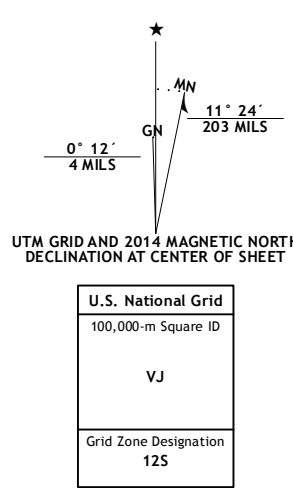 ★
MN
GN
11° 24´
203 MILS
0° 12´
4 MILS
UTM GRID AND 2014 MAGNETIC NORTH
DECLINATION AT CENTER OF SHEET
U.S. National Grid
100,000-m Square ID
VJ
Grid Zone Designation
12S